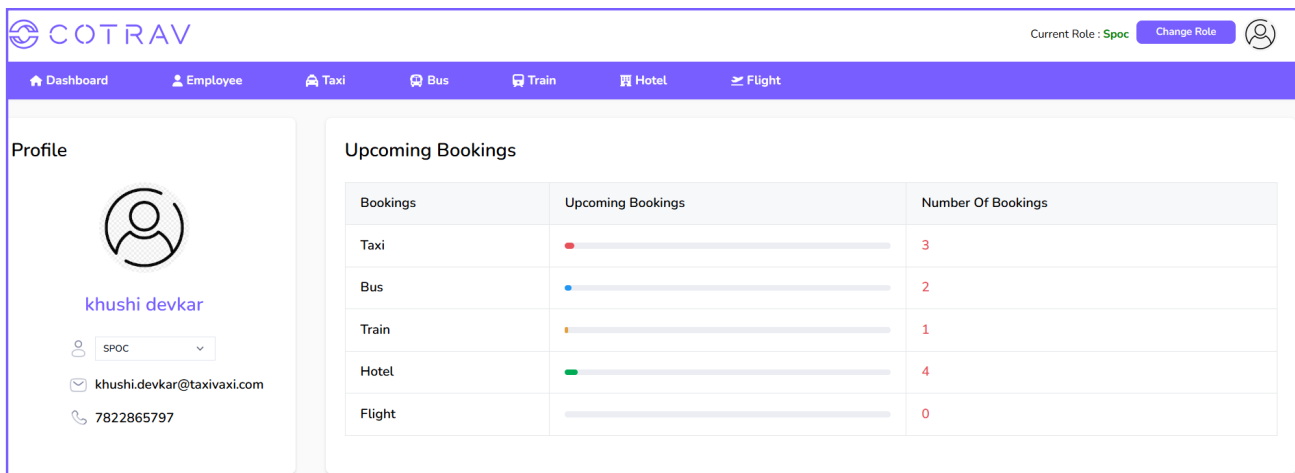 COTRAV
Current Role : Spoc
Change Role
Dashboard Employee Taxi Bus Train Hotel Flight
Profile
khushi devkar
SPOC
khushi.devkar@taxivaxi.com
7822865797
Upcoming Bookings
Bookings Upcoming Bookings Number Of Bookings
Taxi 3
Bus 2
Train 1
Hotel 4
Flight 0